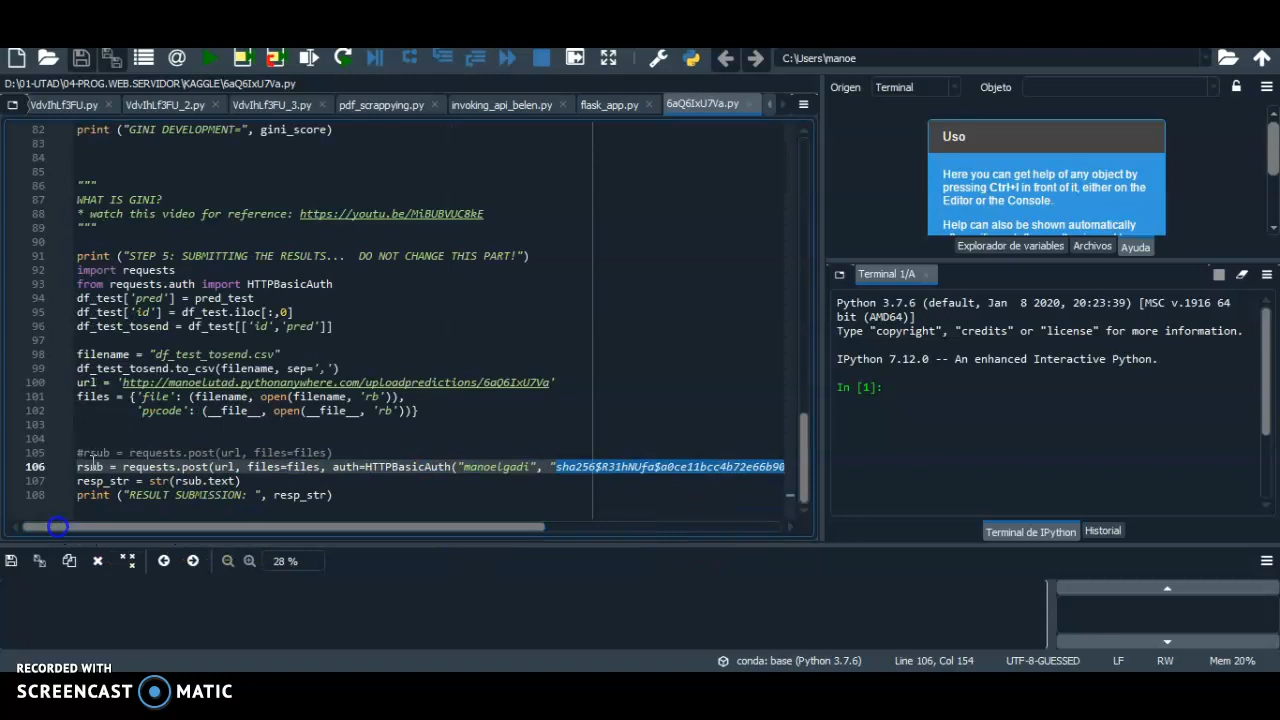 C:\Users\manoe
D:\01-UTAD\04-PROG.WEB.SERVIDOR\KAGGLE\6aQ6IxU7Va.py
Origen Terminal Objeto
VdvIhLf3FU.py VdvIhLf3FU_2.py VdvIhLf3FU_3.py pdf_scrapping.py invoking_api_belen.py flask_app.py 6aQ6IxU7Va.py
82 print ("GINI DEVELOPMENT=", gini_score)
83
84
85
86 """
87 WHAT IS GINI?
88 * watch this video for reference: https://youtu.be/MiBUBVUC8kE
89 """
90
91 print ("STEP 5: SUBMITTING THE RESULTS... DO NOT CHANGE THIS PART!")
92 import requests
93 from requests.auth import HTTPBasicAuth
94 df_test['pred'] = pred_test
95 df_test['id'] = df_test.iloc[:,0]
96 df_test_tosend = df_test[['id','pred']]
97
98 filename = "df_test_tosend.csv"
99 df_test_tosend.to_csv(filename, sep=',')
100 url = 'http://manoelutad.pythonanywhere.com/uploadpredictions/6aQ6IxU7Va'
101 files = {'file': (filename, open(filename, 'rb')),
102 'pycode': (__file__, open(__file__, 'rb'))}
103
104
105 #rsub = requests.post(url, files=files)
106 rsub = requests.post(url, files=files, auth=HTTPBasicAuth("manoelgadi", "sha256$R31hNUfa$a0ce11bcc4b72e66b90
107 resp_str = str(rsub.text)
108 print ("RESULT SUBMISSION: ", resp_str)
Uso
Here you can get help of any object by
pressing Ctrl+I in front of it, either on the
Editor or the Console.
Help can also be shown automatically
Explorador de variables Archivos Ayuda
Terminal 1/A
Python 3.7.6 (default, Jan 8 2020, 20:23:39) [MSC v.1916 64
bit (AMD64)]
Type "copyright", "credits" or "license" for more information.
IPython 7.12.0 -- An enhanced Interactive Python.
In [1]:
Terminal de IPython Historial
28 %
conda: base (Python 3.7.6) Line 106, Col 154 UTF-8-GUESSED LF RW Mem 20%
RECORDED WITH
SCREENCAST MATIC